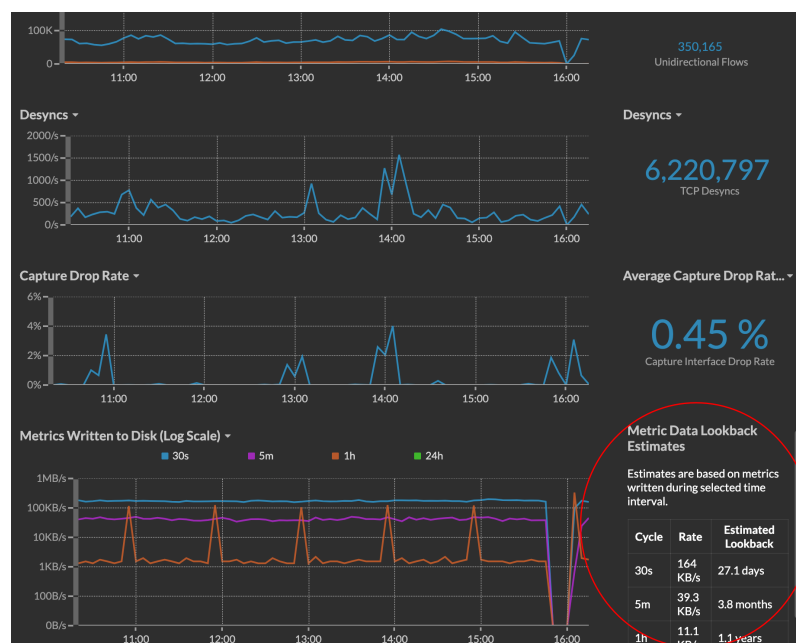 100K
0
11:00 12:00 13:00 14:00 15:00 16:00
350,165
Unidirectional Flows
Desyncs
2000/s
1500/s
1000/s
500/s
0/s
11:00 12:00 13:00 14:00 15:00 16:00
Desyncs
6,220,797
TCP Desyncs
Capture Drop Rate
6%
4%
2%
0%
11:00 12:00 13:00 14:00 15:00 16:00
Average Capture Drop Rat...
0.45 %
Capture Interface Drop Rate
Metrics Written to Disk (Log Scale)
30s 5m 1h 24h
1MB/s
100KB/s
10KB/s
1KB/s
100B/s
0B/s
11:00 12:00 13:00 14:00 15:00 16:00
Metric Data Lookback
Estimates
Estimates are based on metrics
written during selected time
interval.
Cycle Rate Estimated
Lookback
30s 164
KB/s 27.1 days
5m 39.3
KB/s 3.8 months
1h 11.1
KB/s 1.1 years